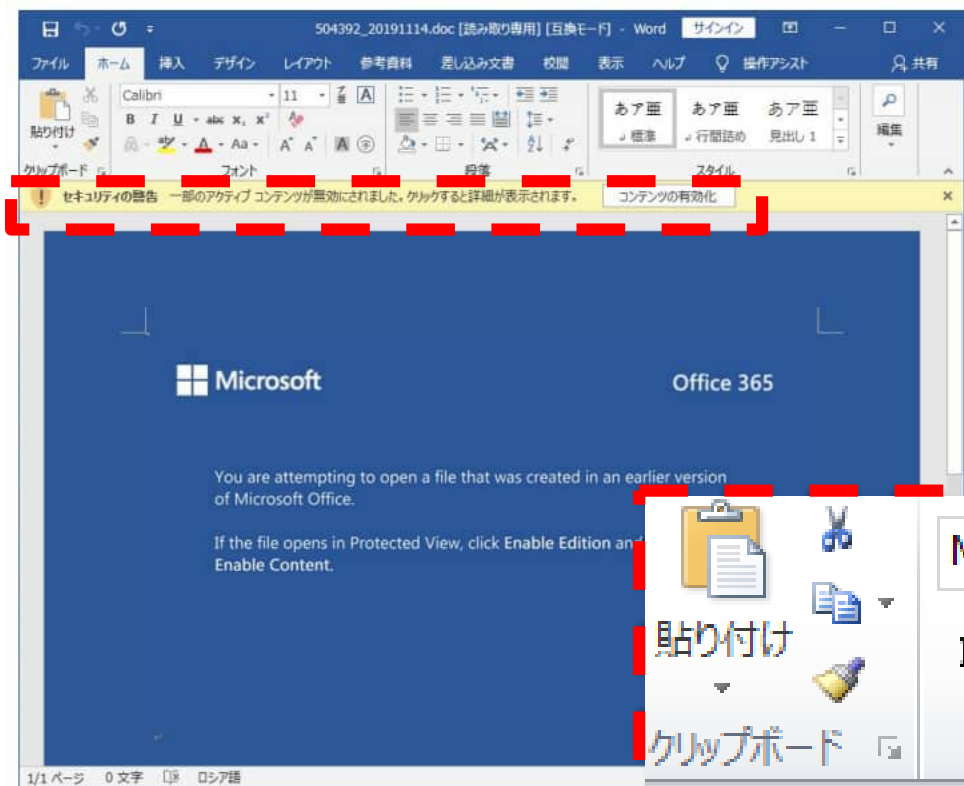 504392_20191114.doc [読み取り専用] [互換モード] - Word サインイン
ファイル ホーム 挿入 デザイン レイアウト 参考資料 差し込み文書 校閲 表示 ヘルプ 操作アシスト 共有
Calibri 11
貼り付け
B I U abc X₂ X²
A Aa A A A
あア亜 あア亜 あア亜
標準 行間詰め 見出し 1
編集
クリップボード フォント 段落 スタイル
セキュリティの警告 一部のアクティブ コンテンツが無効にされました。クリックすると詳細が表示されます。 コンテンツの有効化
Microsoft Office 365
You are attempting to open a file that was created in an earlier version
of Microsoft Office.
If the file opens in Protected View, click Enable Edition and
Enable Content.
貼り付け
クリップボード
1/1 ページ 0 文字 ロシア語